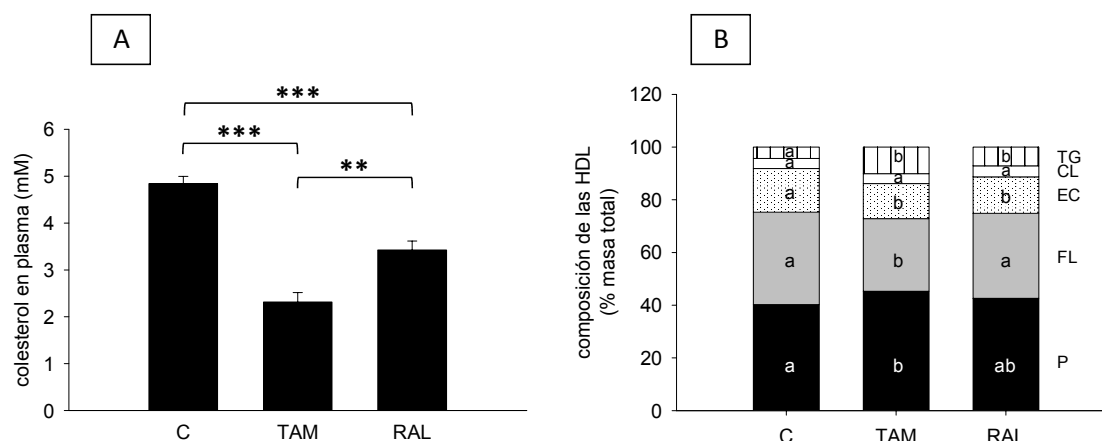 A
B
colesterol en plasma (mM)
6
5
4
3
2
1
0
***
***
**
C
TAM
RAL
composición de las HDL
(% masa total)
120
100
80
60
40
20
0
a
b
b
TG
a
a
a
CL
a
b
b
EC
a
b
a
FL
a
b
ab
P
C
TAM
RAL